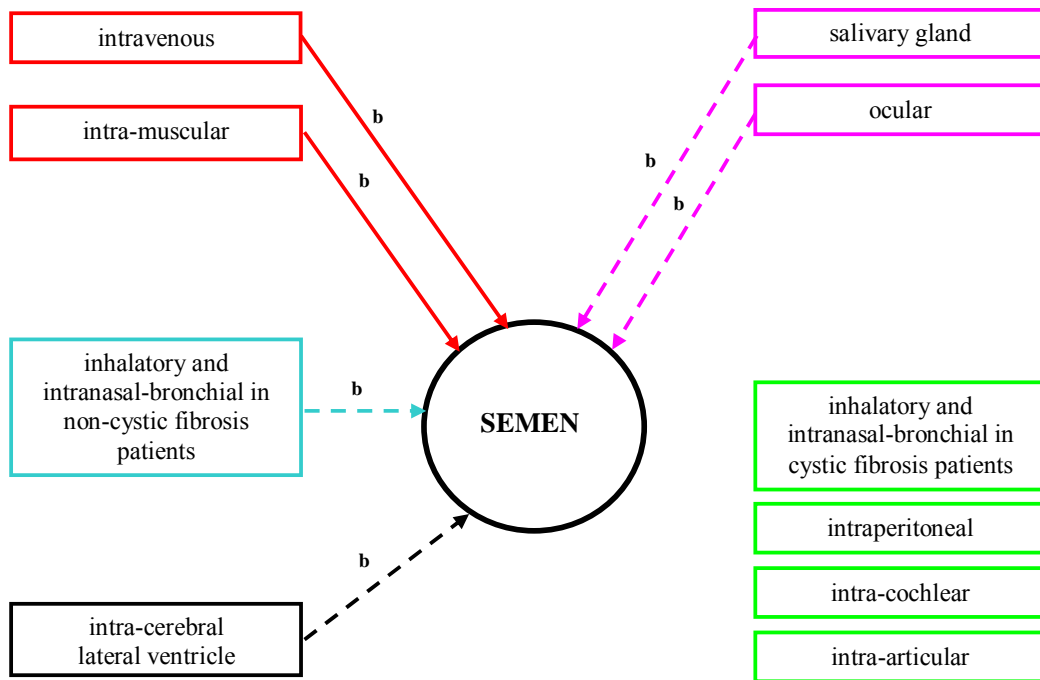 intravenous
intra-muscular
b
b
salivary gland
ocular
b
b
inhalatory and
intranasal-bronchial in
non-cystic fibrosis
patients
b
SEMEN
inhalatory and
intranasal-bronchial in
cystic fibrosis patients
intraperitoneal
intra-cochlear
intra-articular
b
intra-cerebral
lateral ventricle